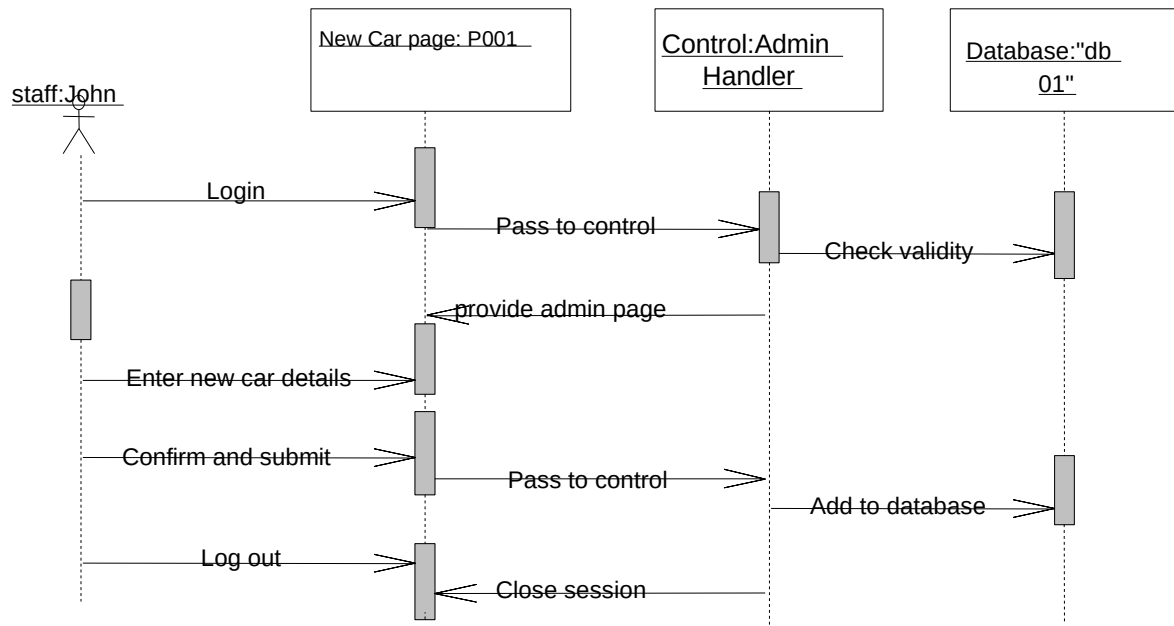 New Car page: P001
Control:Admin
Handler
Database:"db
01"
staff:John
Login
Pass to control
Check validity
provide admin page
Enter new car details
Confirm and submit
Pass to control
Add to database
Log out
Close session